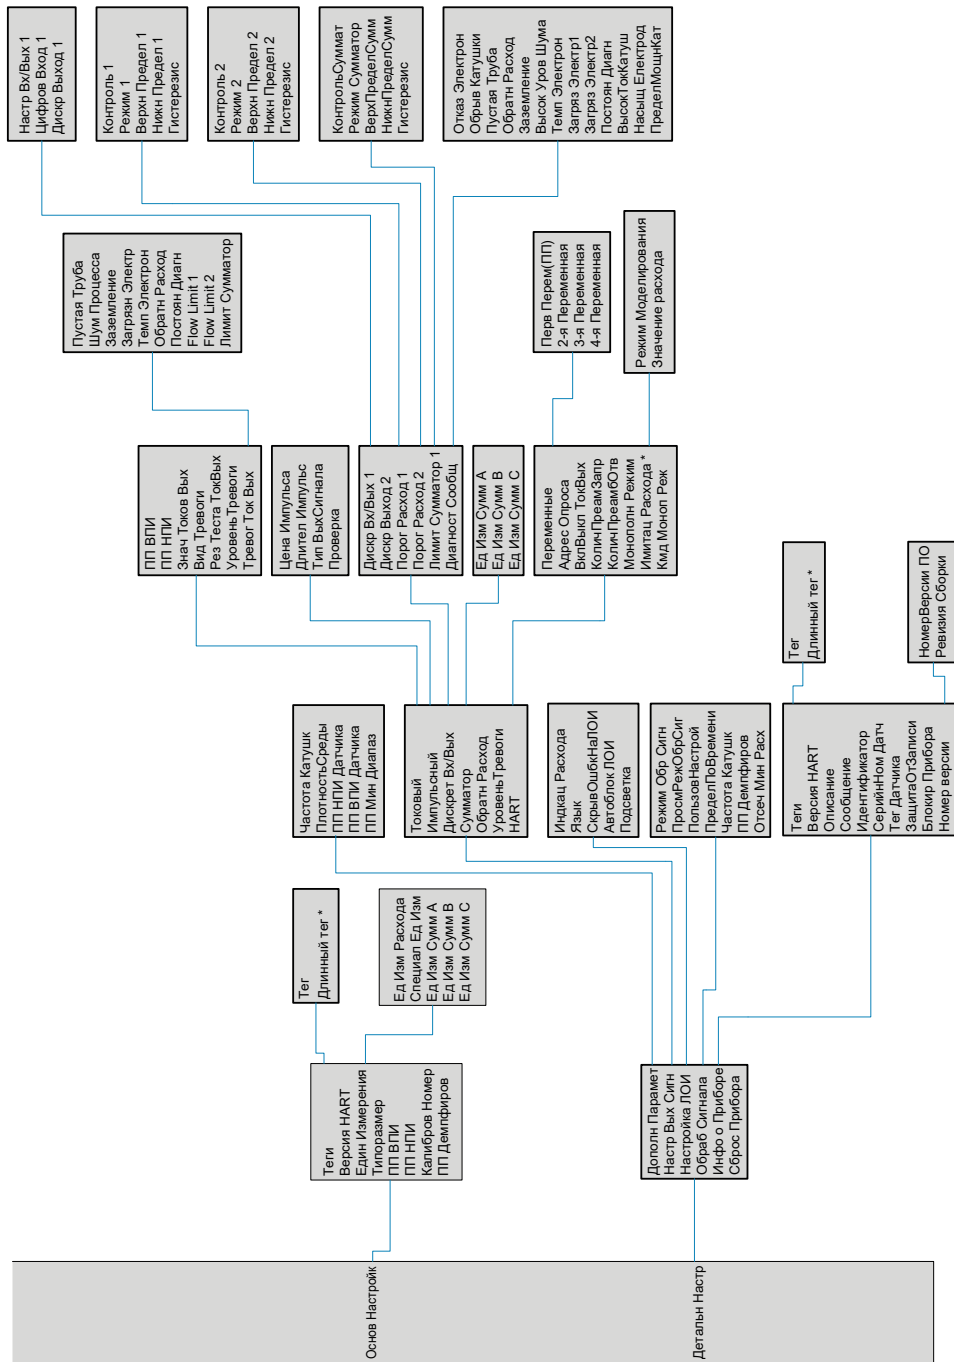 Основ Настройк
Детальн Настр
Теги
Версия HART
Един Измерения
Типоразмер
ПП ВПИ
ПП НПИ
Калибров Номер
ПП Демпфиров
Тег
Длинный тег *
Ед Изм Расхода
Специал Ед Изм
Ед Изм Сумм A
Ед Изм Сумм B
Ед Изм Сумм C
Дополн Парамет
Настр Вых Сигн
Настройка ЛОИ
Обраб Сигнала
Инфо о Приборе
Сброс Прибора
Частота Катушк
ПлотностьСреды
ПП НПИ Датчика
ПП ВПИ Датчика
ПП Мин Диапаз
Токовый
Импульсный
Дискрет Вх/Вых
Сумматор
Обратн Расход
УровеньТревоги
HART
Индкац Расхода
Язык
СкрывОшбкНаЛОИ
Автоблок ЛОИ
Подсветка
Режим Обр Сигн
ПросмРежОбрСиг
ПользовНастрой
ПределПоВремени
Частота Катушк
ПП Демпфиров
Отсеч Мин Расх
Теги
Версия HART
Описание
Сообщение
Идентификатор
СерийнНом Датч
Тег Датчика
ЗащитаОтЗаписи
Блокир Прибора
Номер версии
ПП ВПИ
ПП НПИ
Знач Токов Вых
Вид Тревоги
Рез Теста ТокВых
УровеньТревоги
Тревог Ток Вых
Цена Импульса
Длител Импульс
Тип ВыхСигнала
Проверка
Дискр Вх/Вых 1
Дискр Выход 2
Порог Расход 1
Порог Расход 2
Лимит Сумматор 1
Диагност Сообщ
Ед Изм Сумм A
Ед Изм Сумм B
Ед Изм Сумм C
Переменные
Адрес Опроса
ВклВыкл ТокВых
КоличПреамЗапр
КоличПреамбОтв
Монополн Режим
Имитац Расхода *
Кмд Моноп Реж
Тег
Длинный тег *
НомерВерсии ПО
Ревизия Сборки
Пустая Труба
Шум Процесса
Заземление
Загрязн Электр
Темп Электрон
Обратн Расход
Постоян Диагн
Flow Limit 1
Flow Limit 2
Лимит Сумматор
Перв Перем(ПП)
2-я Переменная
3-я Переменная
4-я Переменная
Режим Моделирования
Значение расхода
Настр Вх/Вых 1
Цифров Вход 1
Дискр Выход 1
Контроль 1
Режим 1
Верхн Предел 1
Нижн Предел 1
Гистерезис
Контроль 2
Режим 2
Верхн Предел 2
Нижн Предел 2
Гистерезис
КонтрольСуммат
Режим Сумматор
ВерхПределСумм
НижнПределСумм
Гистерезис
Отказ Электрон
Обрыв Катушки
Пустая Труба
Обратн Расход
Заземление
Высок Уров Шума
Темп Электрон
Загряз Электр1
Загряз Электр2
Постоян Диагн
ВысокТокКатуш
Насыщ Електрод
ПределМощнКат